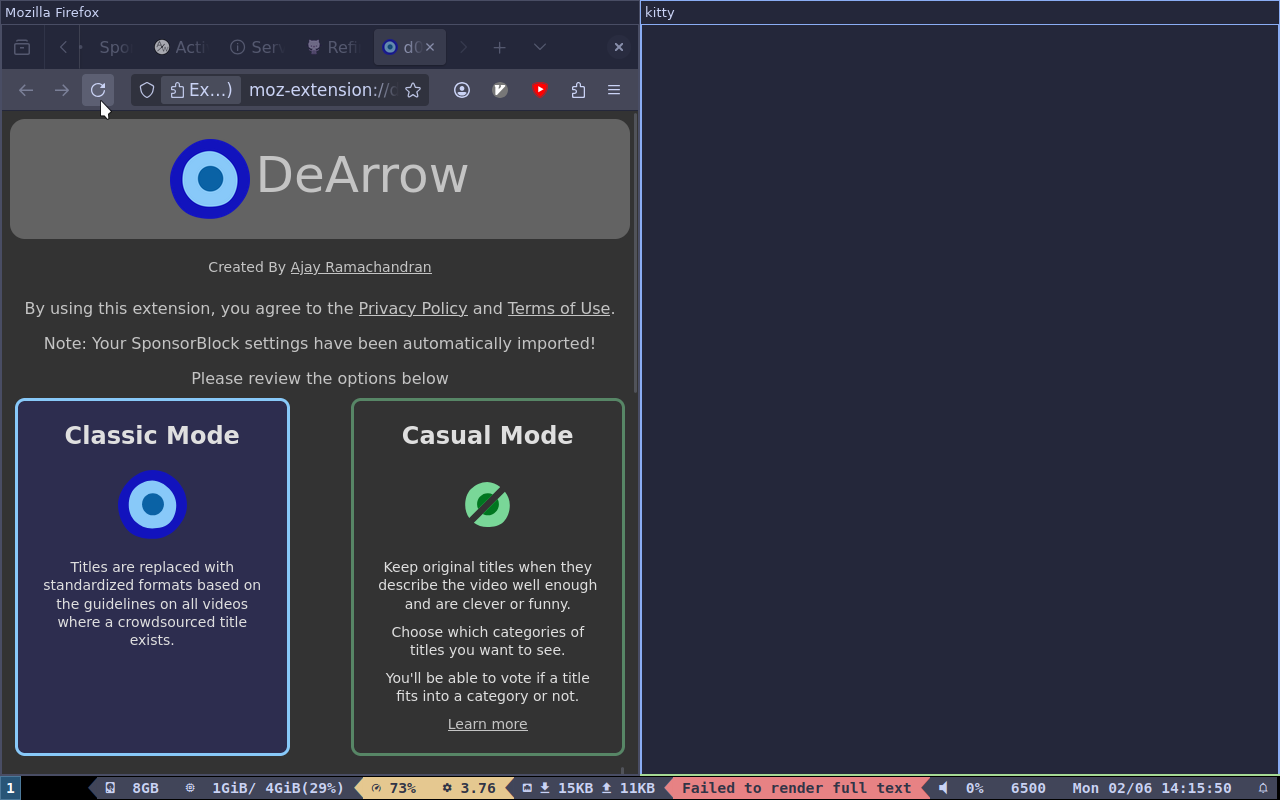 Mozilla Firefox
kitty
Spo
Acti
Serv
Refi
d0
Ex...)
moz-extension://
DeArrow
Created By Ajay Ramachandran
By using this extension, you agree to the Privacy Policy and Terms of Use.
Note: Your SponsorBlock settings have been automatically imported!
Please review the options below
Classic Mode
Titles are replaced with
standardized formats based on
the guidelines on all videos
where a crowdsourced title
exists.
Casual Mode
Keep original titles when they
describe the video well enough
and are clever or funny.
Choose which categories of
titles you want to see.
You'll be able to vote if a title
fits into a category or not.
Learn more
1
8GB
1GiB/ 4GiB(29%)
73%
3.76
15KB
11KB
Failed to render full text
0%
6500
Mon 02/06 14:15:50